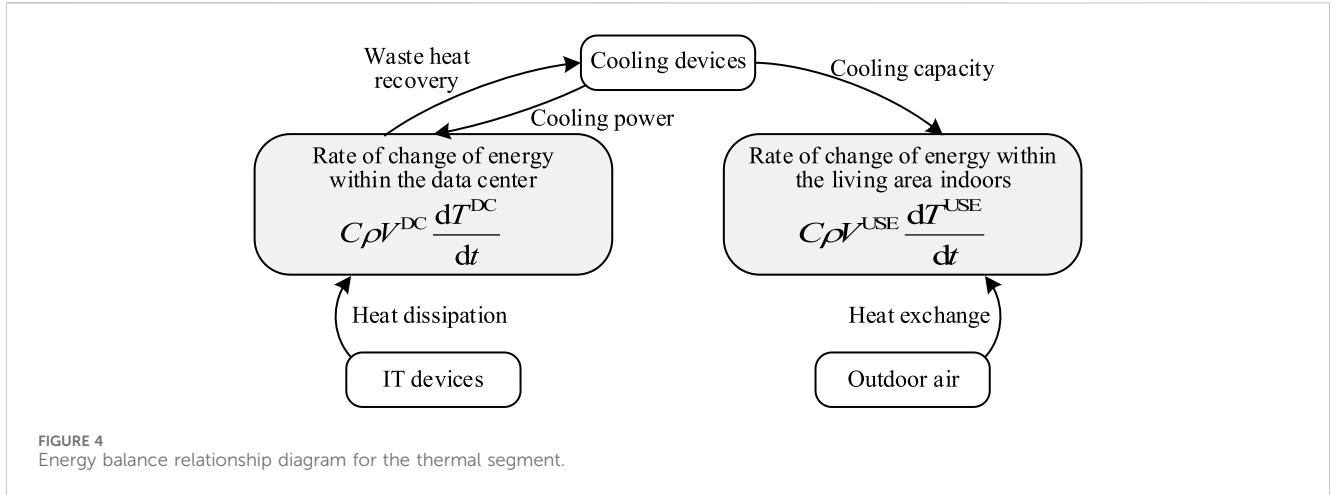 Waste heat
recovery
Cooling devices
Cooling capacity
Cooling power
Rate of change of energy
within the data center
CρV^DC dT^DC/dt
Rate of change of energy within
the living area indoors
CρV^USE dT^USE/dt
Heat dissipation
Heat exchange
IT devices
Outdoor air
FIGURE 4
Energy balance relationship diagram for the thermal segment.